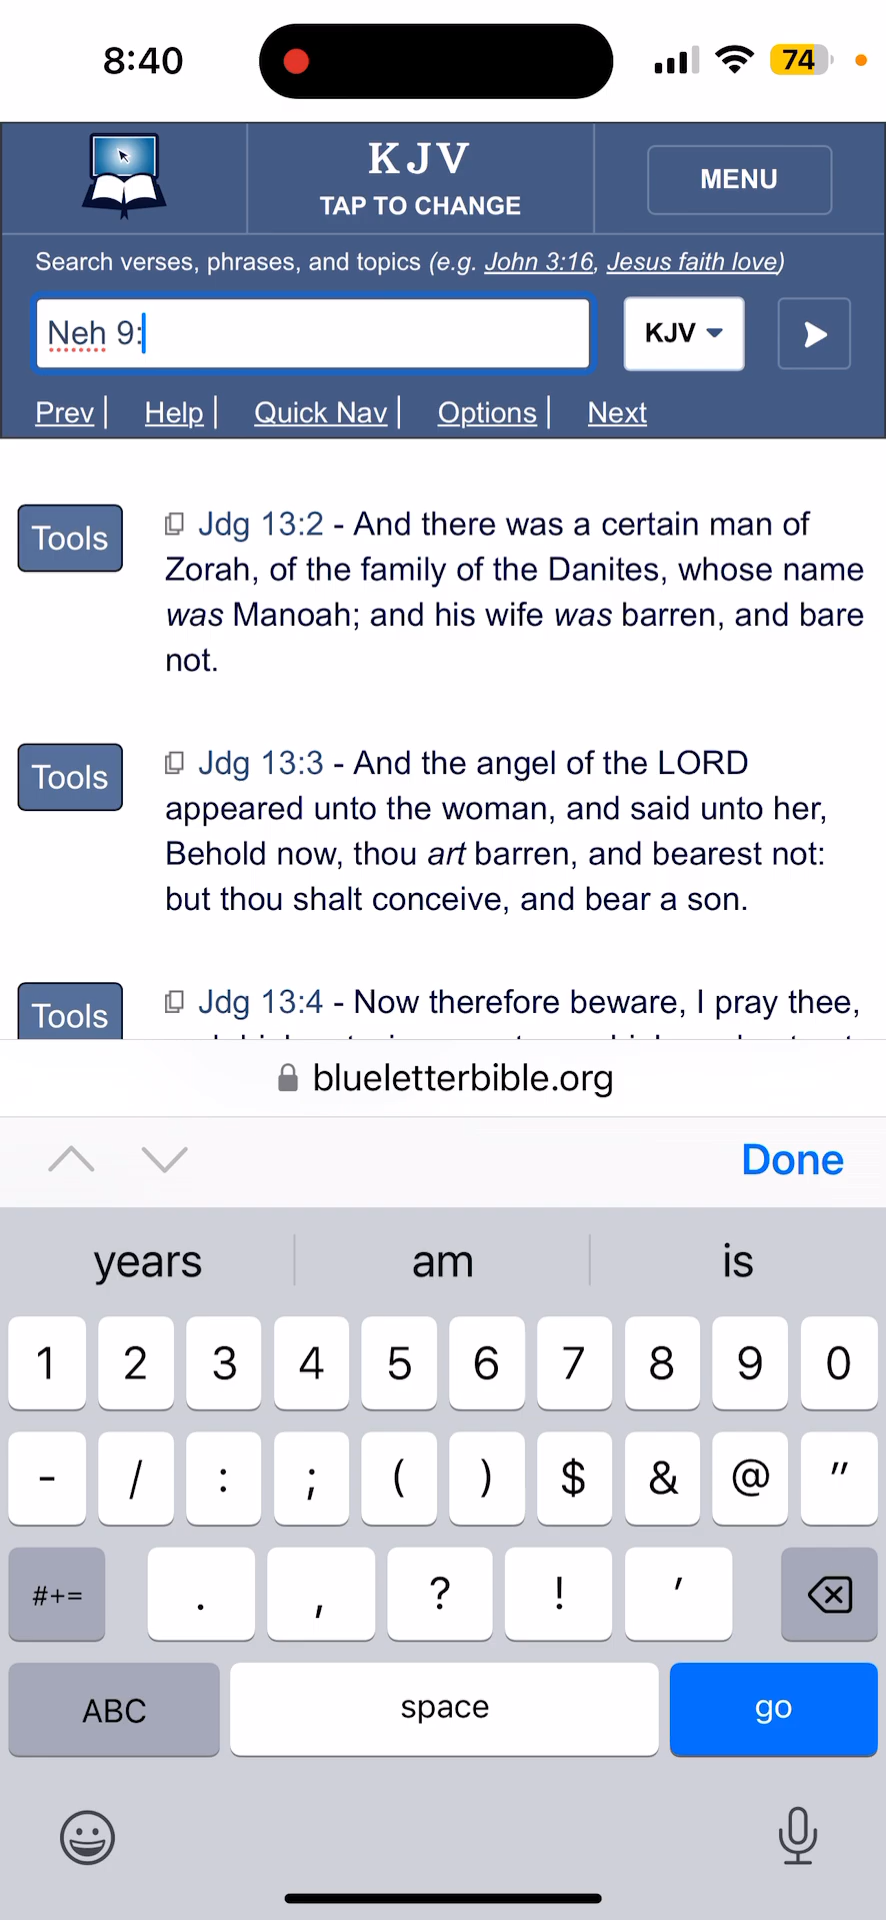 8:40
74
KJV
TAP TO CHANGE
MENU
Search verses, phrases, and topics (e.g. John 3:16, Jesus faith love)
Neh 9:
KJV
Prev | Help | Quick Nav | Options | Next
Tools
Jdg 13:2 - And there was a certain man of
Zorah, of the family of the Danites, whose name
was Manoah; and his wife was barren, and bare
not.
Tools
Jdg 13:3 - And the angel of the LORD
appeared unto the woman, and said unto her,
Behold now, thou art barren, and bearest not:
but thou shalt conceive, and bear a son.
Tools
Jdg 13:4 - Now therefore beware, I pray thee,
blueletterbible.org
Done
years am is
1 2 3 4 5 6 7 8 9 0
- / : ; ( ) $ & @ "
#+= . , ? ! '
ABC space go